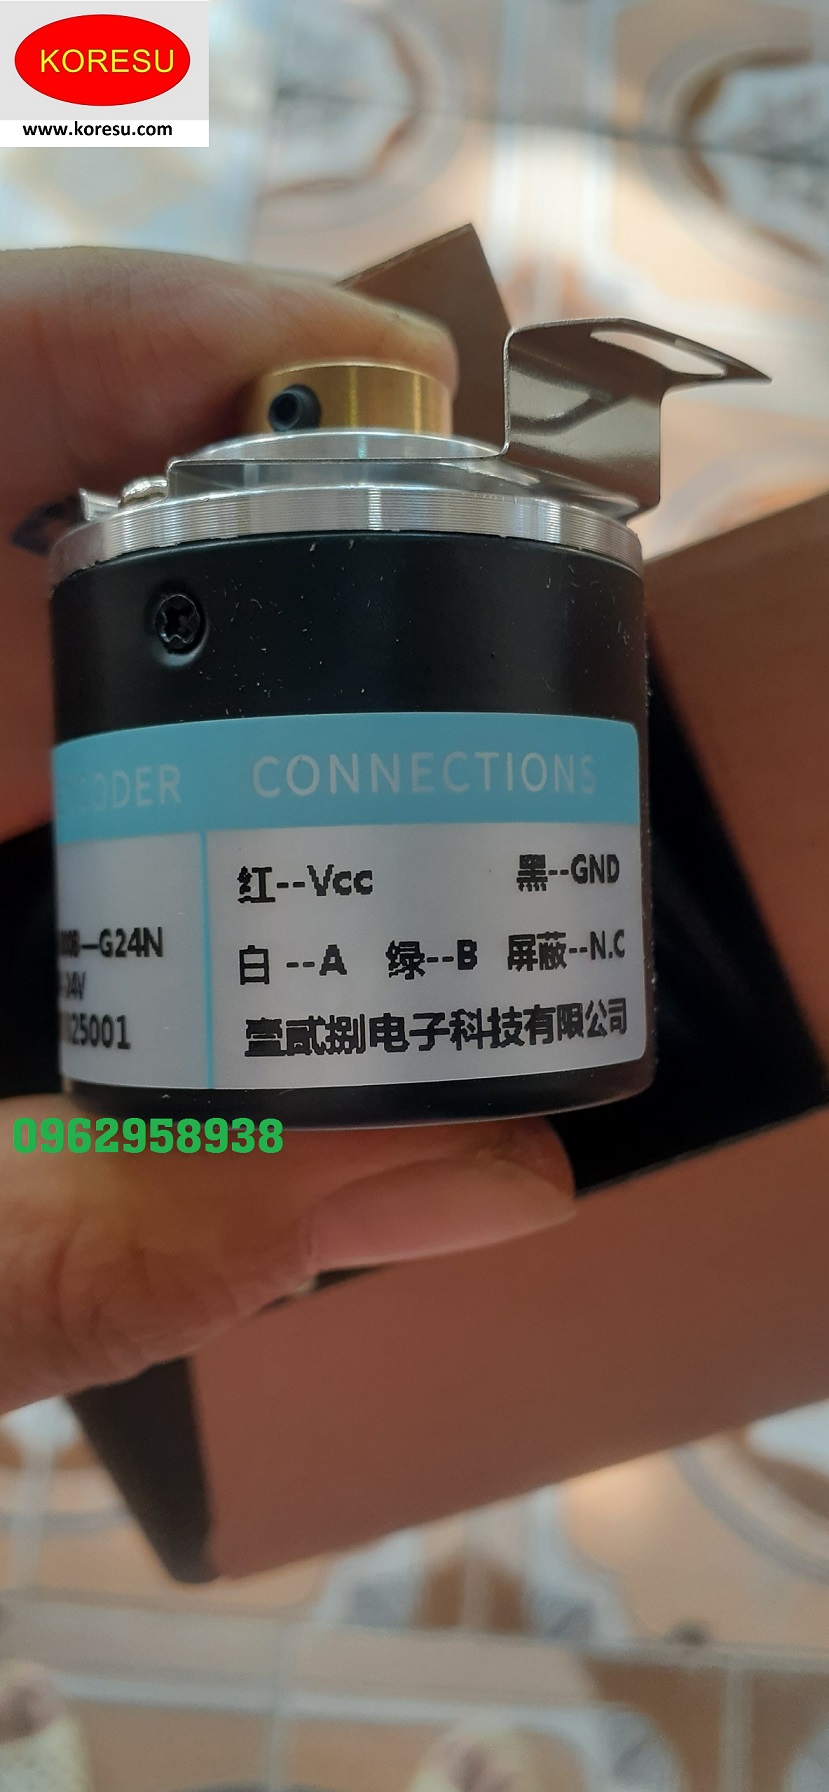 KORESU
www.koresu.com
CONNECTIONS
红--Vcc 黑--GND
G24N
白--A 绿--B 屏蔽--N.C
24V
25001
壹贰捌电子科技有限公司
0962958938